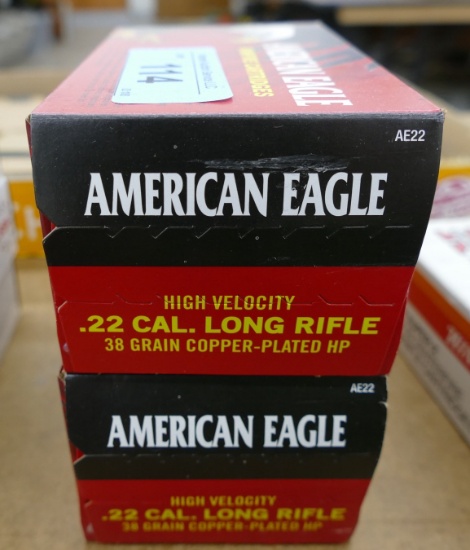 114
AMERICAN EAGLE
AE22
AMERICAN EAGLE
HIGH VELOCITY
.22 CAL. LONG RIFLE
38 GRAIN COPPER-PLATED HP
AE22
AMERICAN EAGLE
HIGH VELOCITY
.22 CAL. LONG RIFLE
38 GRAIN COPPER-PLATED HP